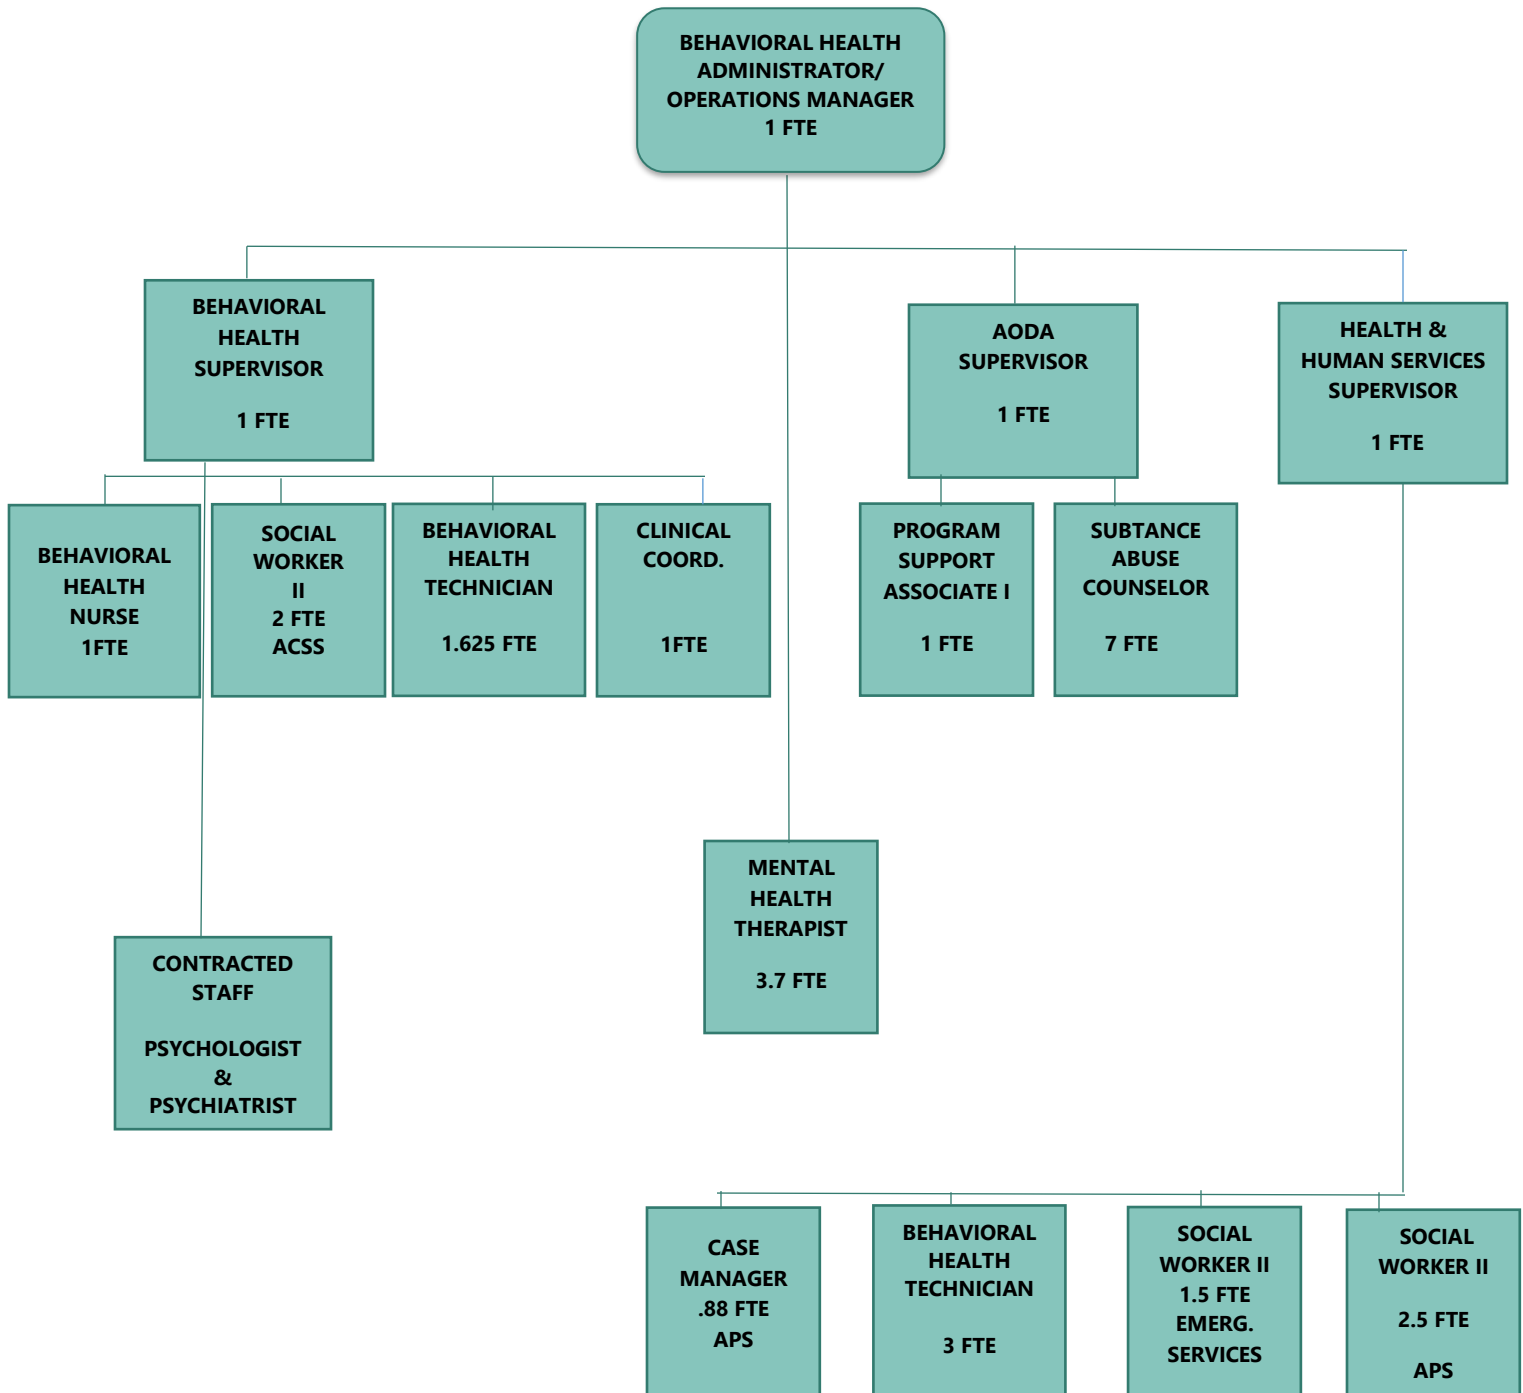 BEHAVIORAL HEALTH
ADMINISTRATOR/
OPERATIONS MANAGER
1 FTE
BEHAVIORAL
HEALTH
SUPERVISOR
1 FTE
AODA
SUPERVISOR
1 FTE
HEALTH &
HUMAN SERVICES
SUPERVISOR
1 FTE
BEHAVIORAL
HEALTH
NURSE
1FTE
SOCIAL
WORKER
II
2 FTE
ACSS
BEHAVIORAL
HEALTH
TECHNICIAN
1.625 FTE
CLINICAL
COORD.
1FTE
PROGRAM
SUPPORT
ASSOCIATE I
1 FTE
SUBTANCE
ABUSE
COUNSELOR
7 FTE
MENTAL
HEALTH
THERAPIST
3.7 FTE
CONTRACTED
STAFF
PSYCHOLOGIST
&
PSYCHIATRIST
CASE
MANAGER
.88 FTE
APS
BEHAVIORAL
HEALTH
TECHNICIAN
3 FTE
SOCIAL
WORKER II
1.5 FTE
EMERG.
SERVICES
SOCIAL
WORKER II
2.5 FTE
APS